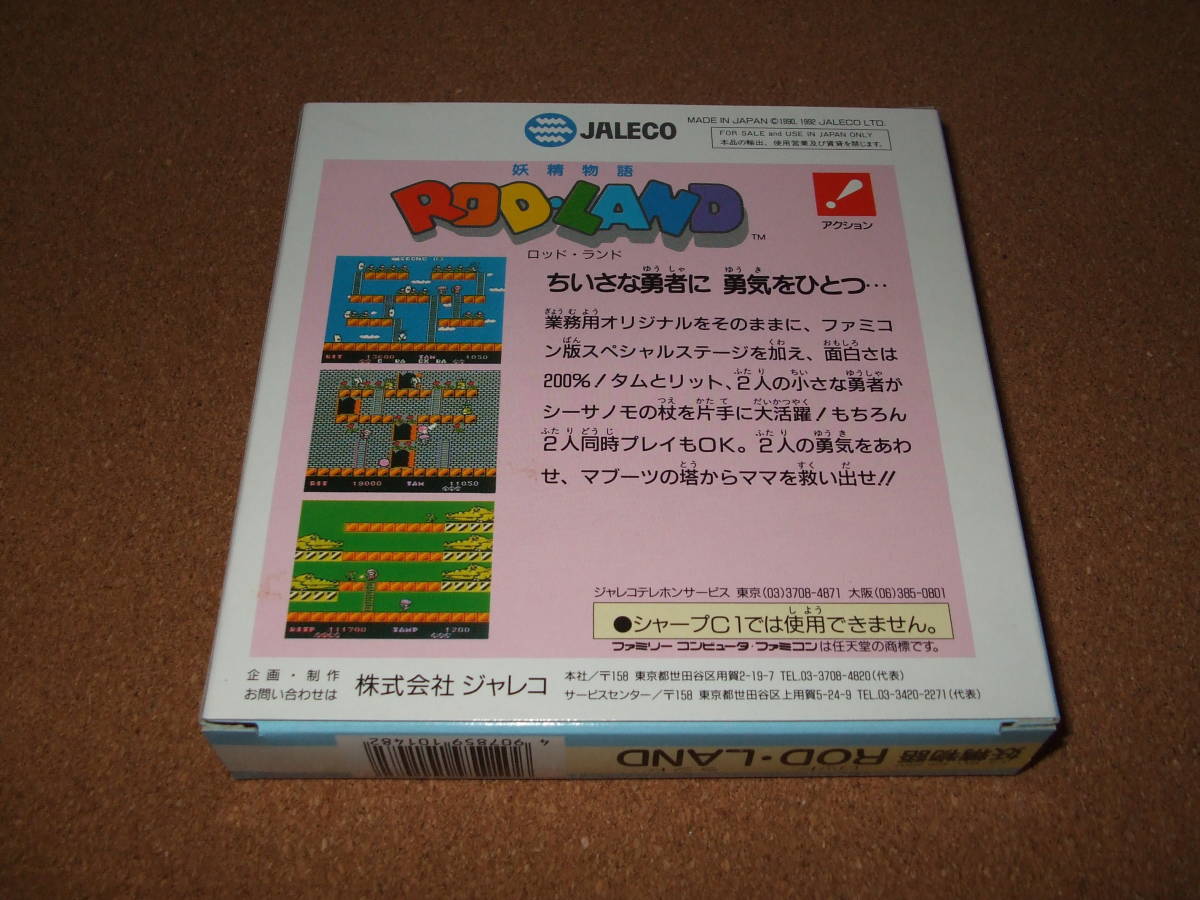 JALECO
MADE IN JAPAN ©1990, 1992 JALECO LTD.
FOR SALE and USE IN JAPAN ONLY
本品の輸出、使用営業及び賃貸を禁じます。
妖精物語
ROD・LAND
TM
ロッド・ランド
アクション
ちいさな勇者に 勇気をひとつ…
業務用オリジナルをそのままに、ファミコ
ン版スペシャルステージを加え、面白さは
200%!タムとリット、2人の小さな勇者が
シーサノモの杖を片手に大活躍!もちろん
2人同時プレイもOK。2人の勇気をあわ
せ、マブーツの塔からママを救い出せ!!
RIT 13600 TAM 1050
RIT 19000 TAM 11050
RITP 111700 TAMP 1200
ジャレコテレホンサービス 東京(03)3708-4871 大阪(06)385-0801
●シャープC1では使用できません。
ファミリー コンピュータ・ファミコンは任天堂の商標です。
企画・制作
お問い合わせは
株式会社 ジャレコ
本社/〒158 東京都世田谷区用賀2-19-7 TEL.03-3708-4820(代表)
サービスセンター/〒158 東京都世田谷区上用賀5-24-9 TEL.03-3420-2271(代表)
妖精物語 ROD・LAND
4 907859 101482